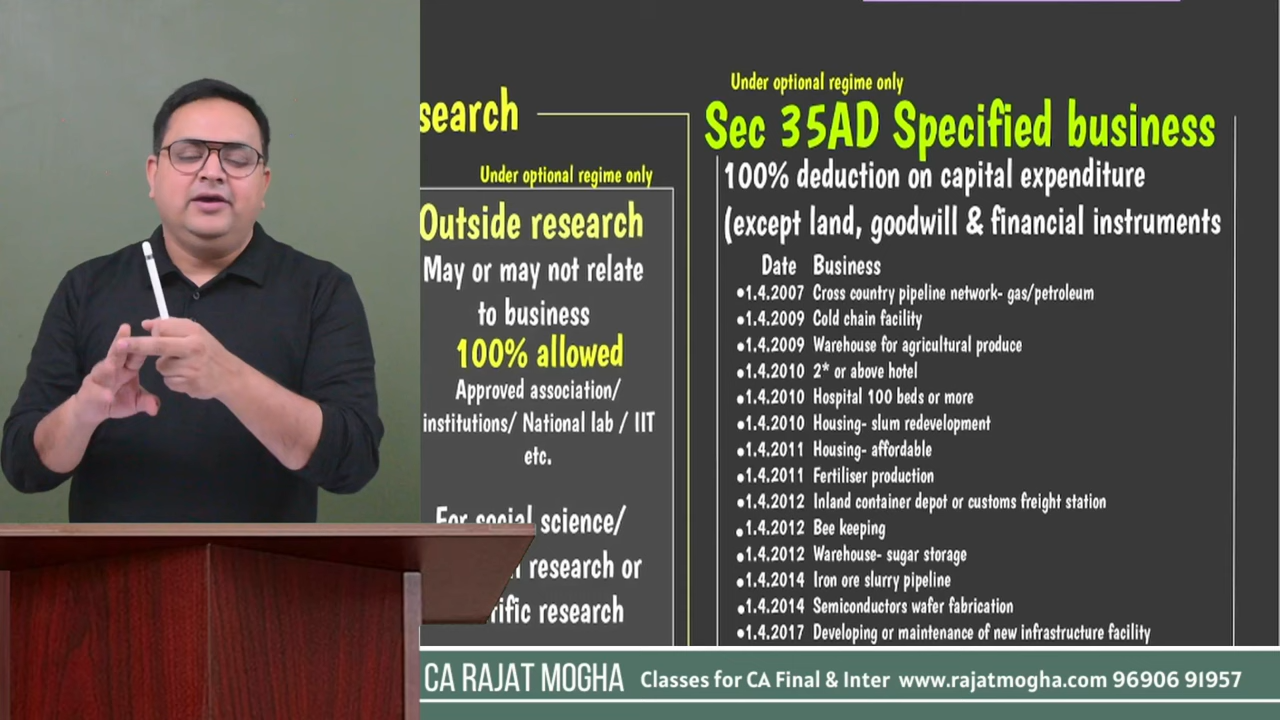 search
Under optional regime only
Outside research
May or may not relate
to business
100% allowed
Approved association/
institutions/ National lab / IIT
etc.
For social science/
research or
research
Under optional regime only
Sec 35AD Specified business
100% deduction on capital expenditure
(except land, goodwill & financial instruments
Date Business
•1.4.2007 Cross country pipeline network- gas/petroleum
•1.4.2009 Cold chain facility
•1.4.2009 Warehouse for agricultural produce
•1.4.2010 2* or above hotel
•1.4.2010 Hospital 100 beds or more
•1.4.2010 Housing- slum redevelopment
•1.4.2011 Housing- affordable
•1.4.2011 Fertiliser production
•1.4.2012 Inland container depot or customs freight station
•1.4.2012 Bee keeping
•1.4.2012 Warehouse- sugar storage
•1.4.2014 Iron ore slurry pipeline
•1.4.2014 Semiconductors wafer fabrication
•1.4.2017 Developing or maintenance of new infrastructure facility
CA RAJAT MOGHA Classes for CA Final & Inter www.rajatmogha.com 96906 91957